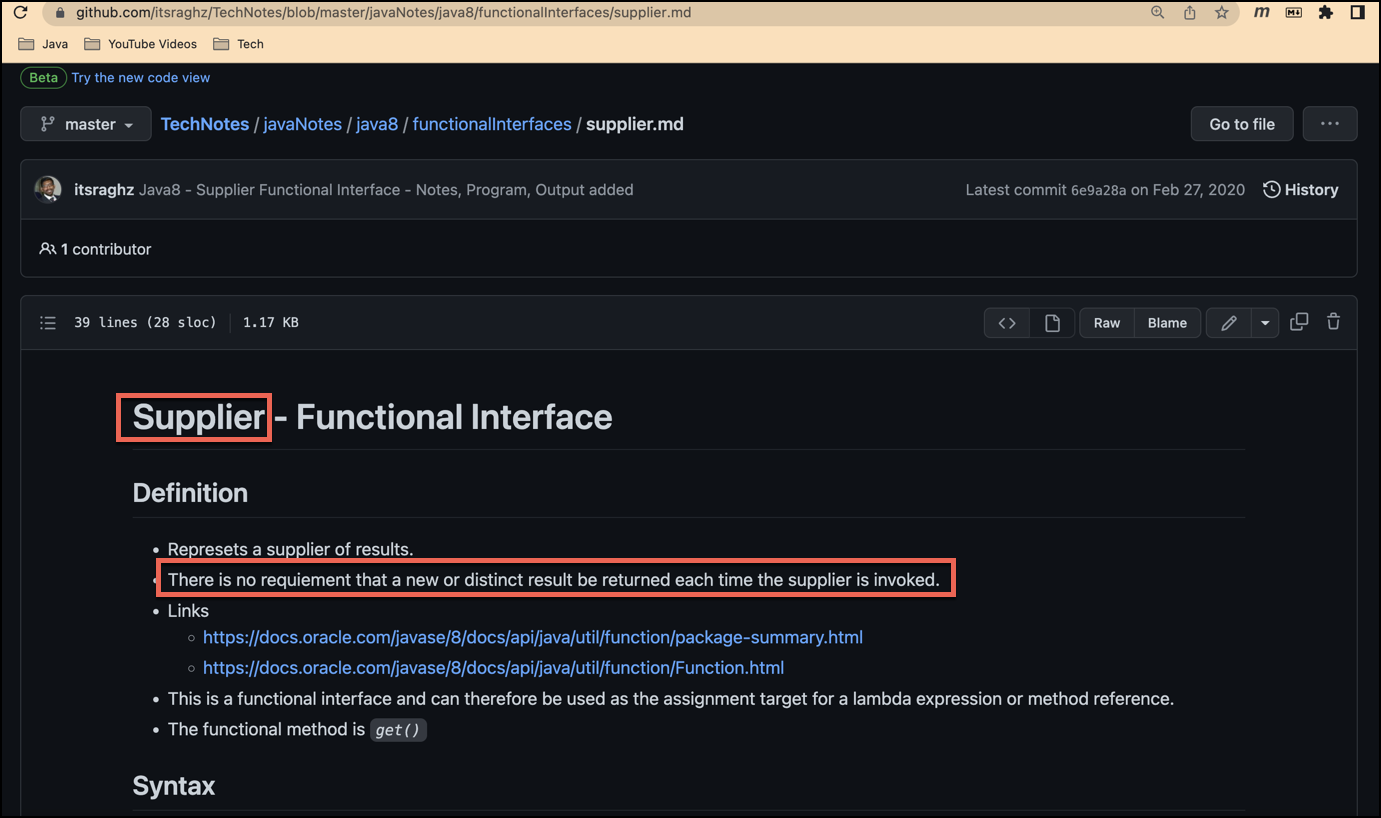 github.com/itsraghz/TechNotes/blob/master/javaNotes/java8/functionalInterfaces/supplier.md
m
Java YouTube Videos Tech
Beta Try the new code view
master TechNotes / javaNotes / java8 / functionalInterfaces / supplier.md Go to file ...
itsraghz Java8 - Supplier Functional Interface - Notes, Program, Output added Latest commit 6e9a28a on Feb 27, 2020 History
1 contributor
39 lines (28 sloc) 1.17 KB <> Raw Blame
Supplier - Functional Interface
Definition
• Represets a supplier of results.
• There is no requiement that a new or distinct result be returned each time the supplier is invoked.
• Links
○ https://docs.oracle.com/javase/8/docs/api/java/util/function/package-summary.html
○ https://docs.oracle.com/javase/8/docs/api/java/util/function/Function.html
• This is a functional interface and can therefore be used as the assignment target for a lambda expression or method reference.
• The functional method is get()
Syntax